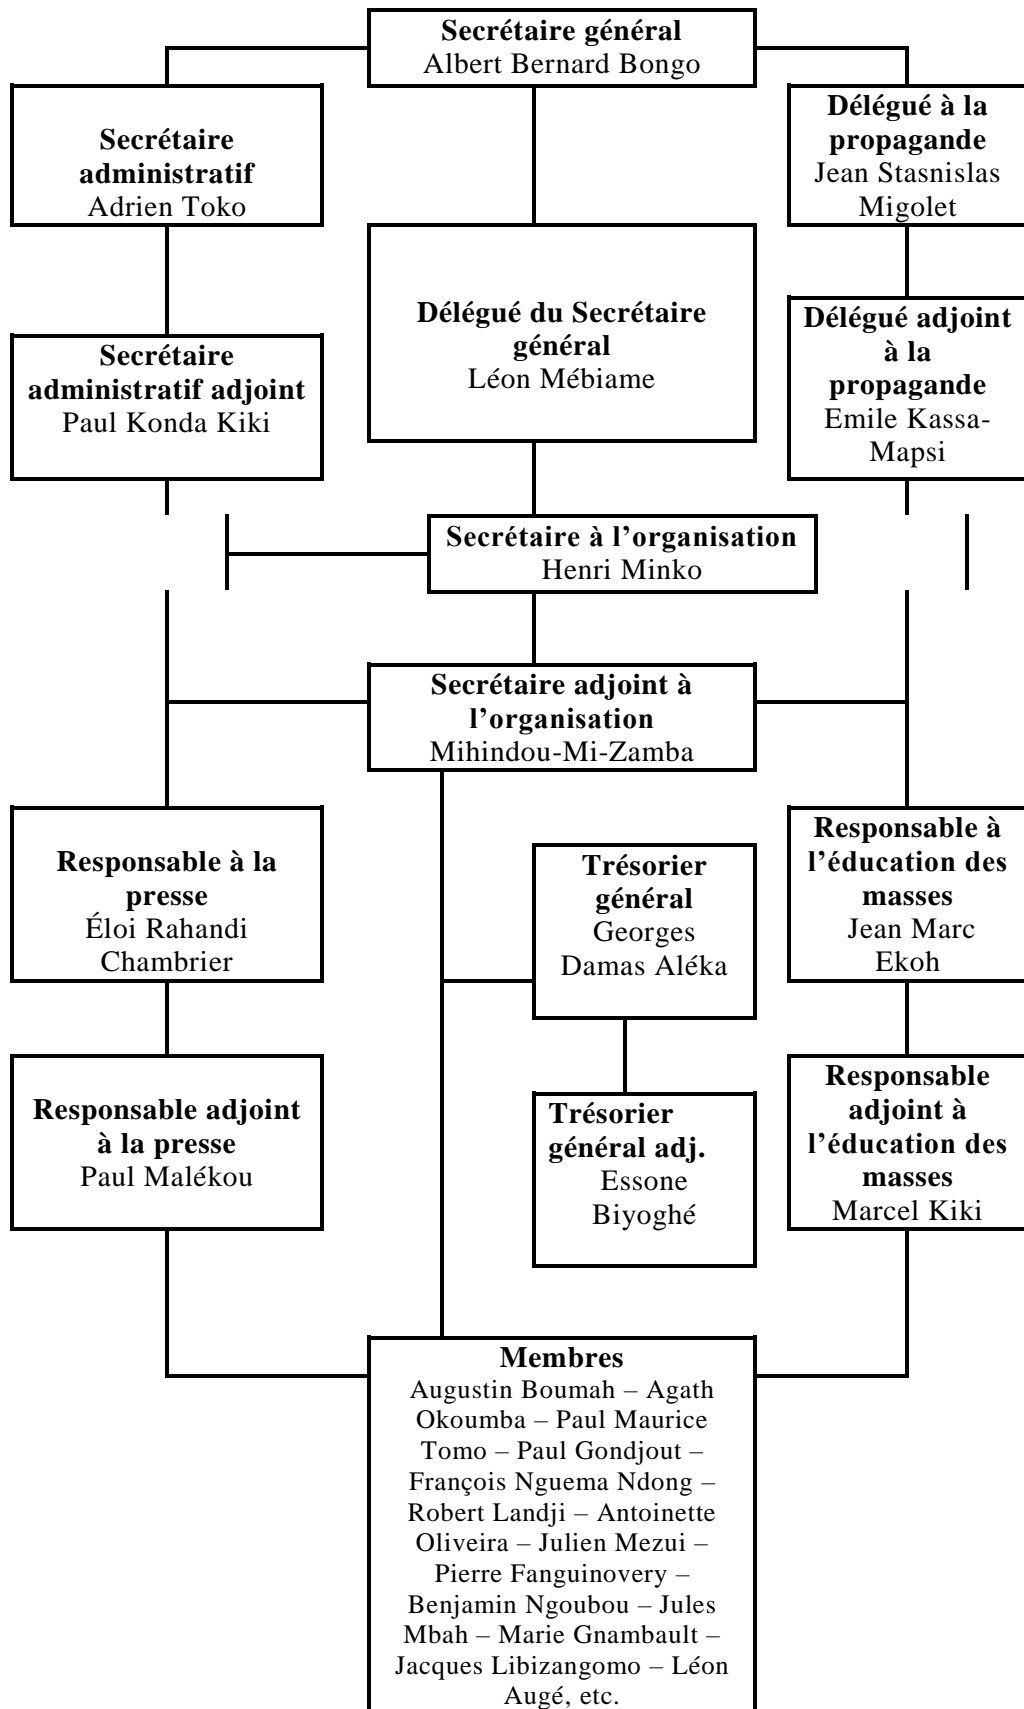 Secrétaire général
Albert Bernard Bongo
Secrétaire
administratif
Adrien Toko
Délégué à la
propagande
Jean Stasnislas
Migolet
Délégué du Secrétaire
général
Léon Mébiame
Secrétaire
administratif adjoint
Paul Konda Kiki
Délégué adjoint
à la
propagande
Emile Kassa-
Mapsi
Secrétaire à l’organisation
Henri Minko
Secrétaire adjoint à
l’organisation
Mihindou-Mi-Zamba
Responsable à la
presse
Éloi Rahandi
Chambrier
Trésorier
général
Georges
Damas Aléka
Responsable à
l’éducation des
masses
Jean Marc
Ekoh
Responsable adjoint
à la presse
Paul Malékou
Trésorier
général adj.
Essone
Biyoghé
Responsable
adjoint à
l’éducation des
masses
Marcel Kiki
Membres
Augustin Boumah – Agath
Okoumba – Paul Maurice
Tomo – Paul Gondjout –
François Nguema Ndong –
Robert Landji – Antoinette
Oliveira – Julien Mezui –
Pierre Fanguinovery –
Benjamin Ngoubou – Jules
Mbah – Marie Gnambault –
Jacques Libizangomo – Léon
Augé, etc.